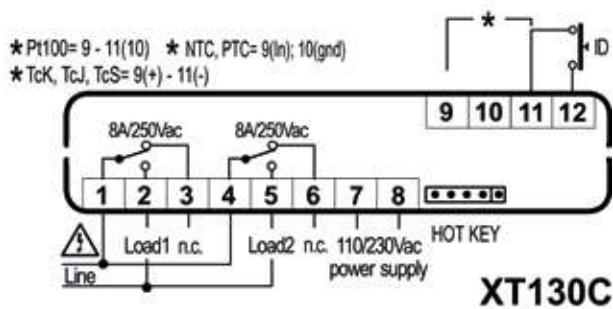 * Pt100= 9 - 11(10) * NTC, PTC= 9(In); 10(gnd)
* TcK, TcJ, TcS= 9(+) - 11(-)
*
ID
9 10 11 12
8A/250Vac 8A/250Vac
1 2 3 4 5 6 7 8
Load1 n.c. Load2 n.c. 110/230Vac
power supply
HOT KEY
Line
XT130C